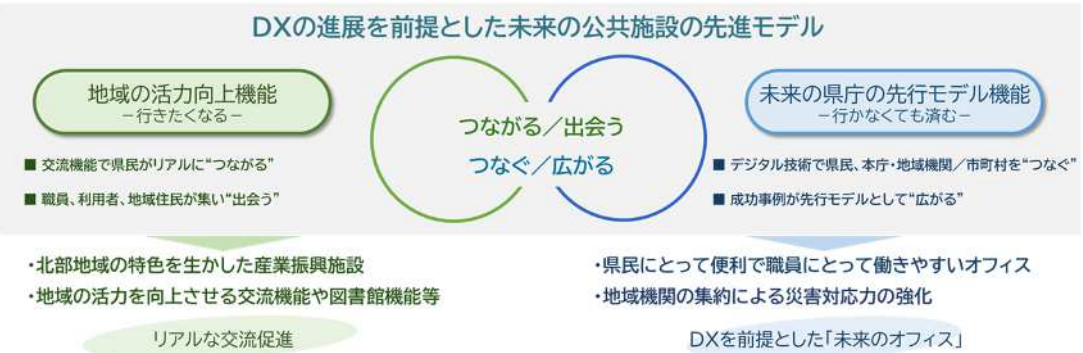 DXの進展を前提とした未来の公共施設の先進モデル
地域の活力向上機能
－行きたくなる－
■ 交流機能で県民がリアルに“つながる”
■ 職員、利用者、地域住民が集い“出会う”
つながる／出会う
つなぐ／広がる
未来の県庁の先行モデル機能
－行かなくても済む－
■ デジタル技術で県民、本庁・地域機関／市町村を“つなぐ”
■ 成功事例が先行モデルとして“広がる”
・北部地域の特色を生かした産業振興施設
・地域の活力を向上させる交流機能や図書館機能等
リアルな交流促進
・県民にとって便利で職員にとって働きやすいオフィス
・地域機関の集約による災害対応力の強化
DXを前提とした「未来のオフィス」